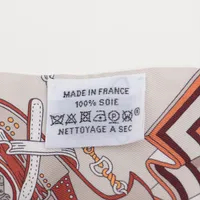 MADE IN FRANCE
100% SOIE
NETTOYAGE A SEC